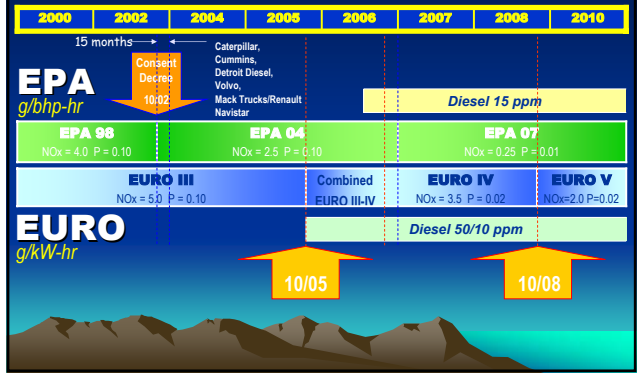 2000 2002 2004 2005 2006 2007 2008 2010
15 months
Consent
Decree
10:02
Caterpillar,
Cummins,
Detroit Diesel,
Volvo,
Mack Trucks/Renault
Navistar
EPA
g/bhp-hr
Diesel 15 ppm
EPA 98 EPA 04 EPA 07
NOx = 4.0 P = 0.10 NOx = 2.5 P = 0.10 NOx = 0.25 P = 0.01
EURO III Combined EURO IV EURO V
NOx = 5.0 P = 0.10 EURO III-IV NOx = 3.5 P = 0.02 NOx=2.0 P=0.02
EURO
g/kW-hr
Diesel 50/10 ppm
10/05 10/08